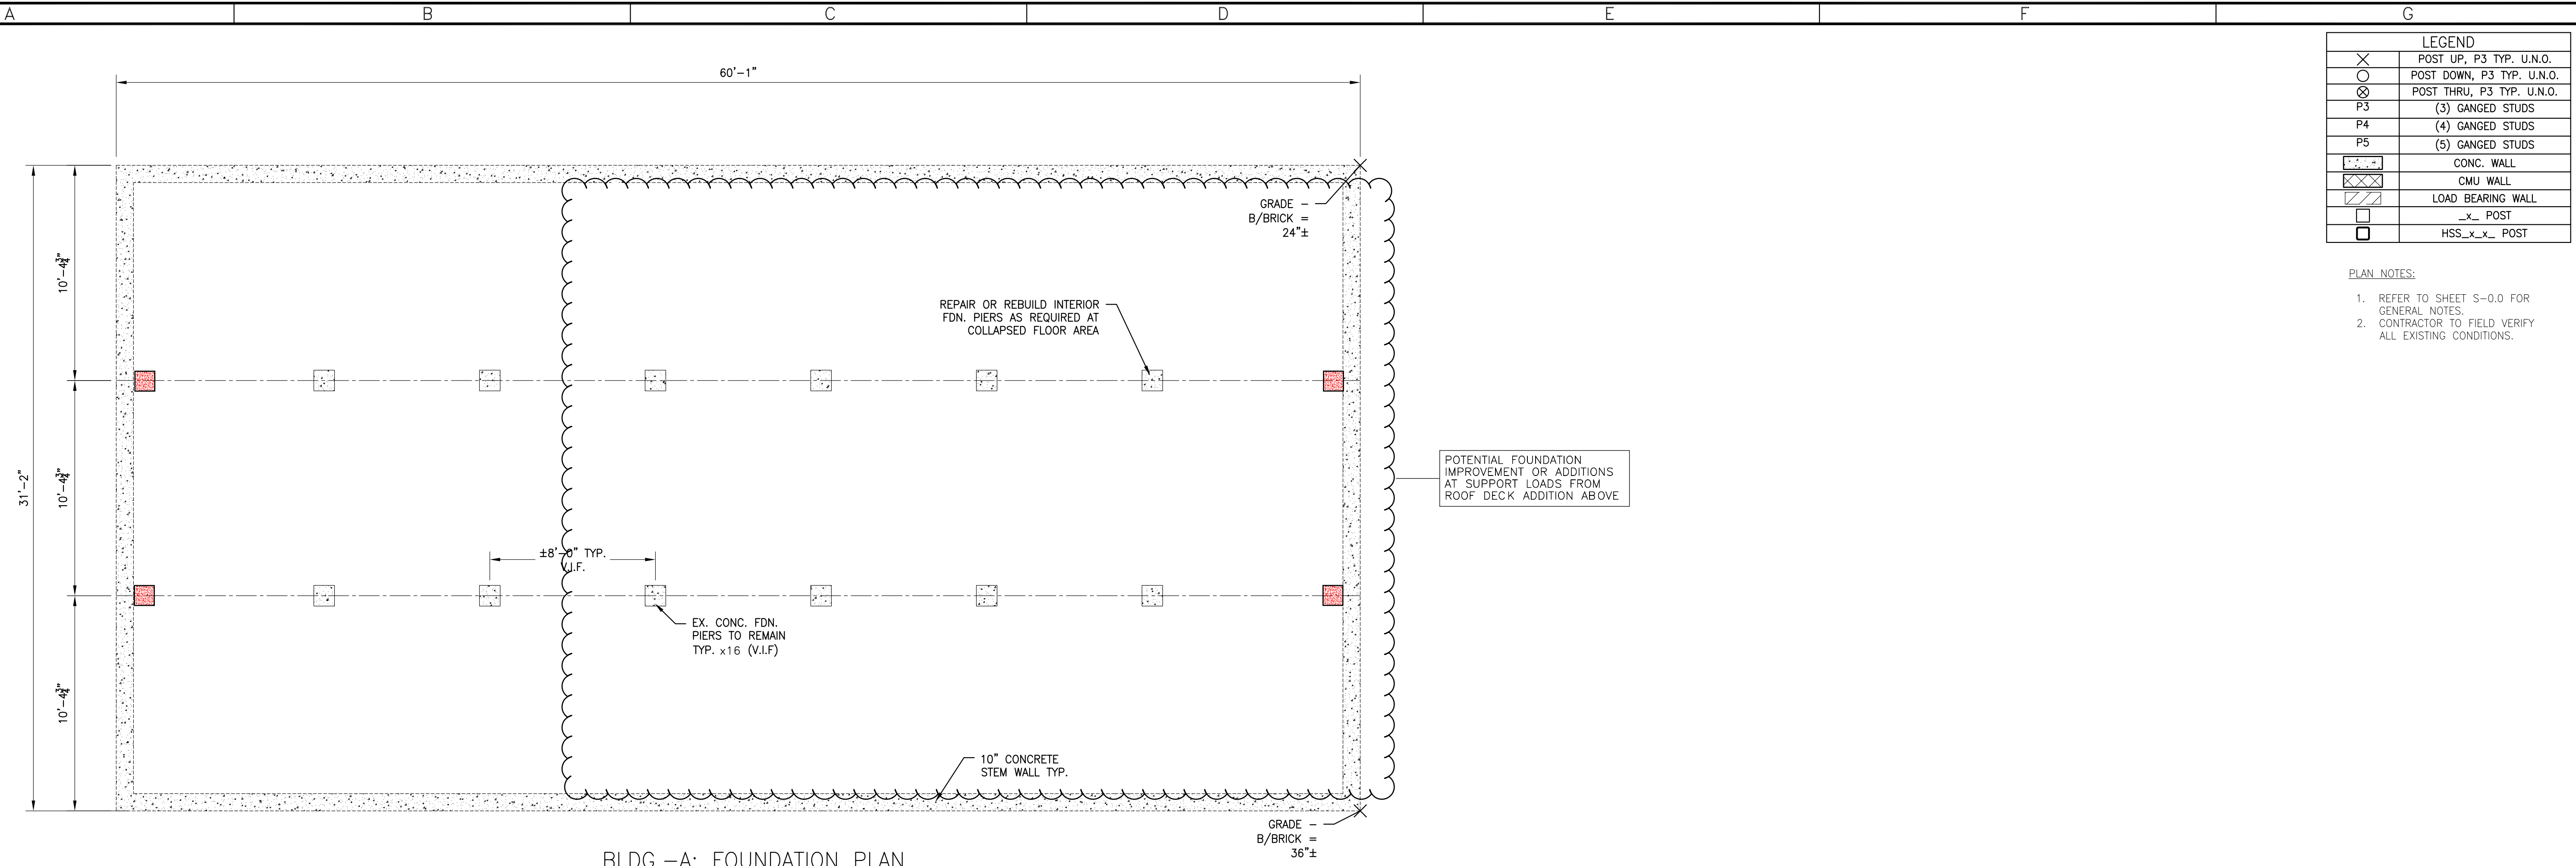 A B C D E F G
60'-1"
31'-2"
10'-4¾"
10'-4¾"
10'-4¾"
GRADE -
B/BRICK =
24"±
REPAIR OR REBUILD INTERIOR
FDN. PIERS AS REQUIRED AT
COLLAPSED FLOOR AREA
POTENTIAL FOUNDATION
IMPROVEMENT OR ADDITIONS
AT SUPPORT LOADS FROM
ROOF DECK ADDITION ABOVE
±8'-0" TYP.
V.I.F.
EX. CONC. FDN.
PIERS TO REMAIN
TYP. x16 (V.I.F)
10" CONCRETE
STEM WALL TYP.
GRADE -
B/BRICK =
36"±
BLDG -A: FOUNDATION PLAN
LEGEND
POST UP, P3 TYP. U.N.O.
POST DOWN, P3 TYP. U.N.O.
POST THRU, P3 TYP. U.N.O.
P3 (3) GANGED STUDS
P4 (4) GANGED STUDS
P5 (5) GANGED STUDS
CONC. WALL
CMU WALL
LOAD BEARING WALL
_x_ POST
HSS_x_x_ POST
PLAN NOTES:
1. REFER TO SHEET S-0.0 FOR
GENERAL NOTES.
2. CONTRACTOR TO FIELD VERIFY
ALL EXISTING CONDITIONS.